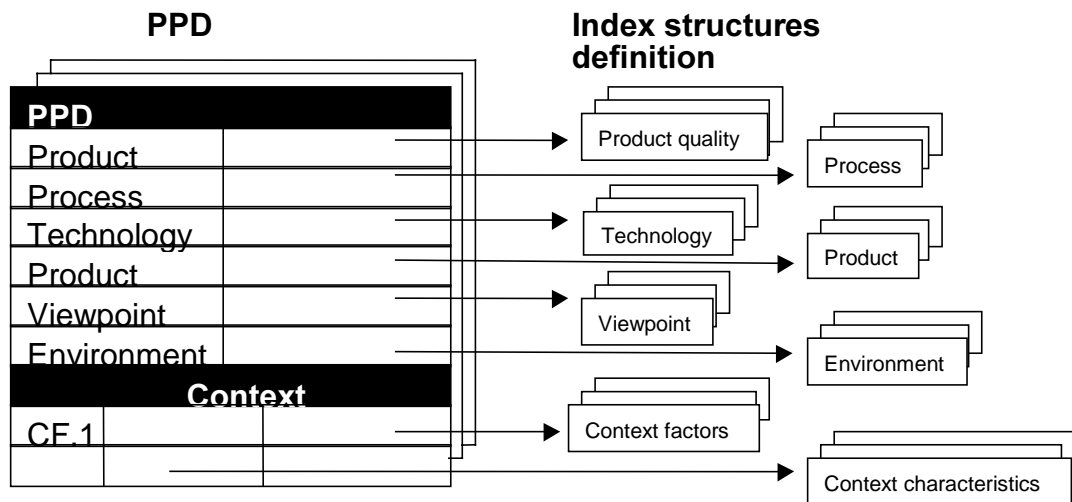 PPD
Index structures
definition
PPD
Product
Process
Technology
Product
Viewpoint
Environment
Context
CF.1
Product quality
Process
Technology
Product
Viewpoint
Environment
Context factors
Context characteristics